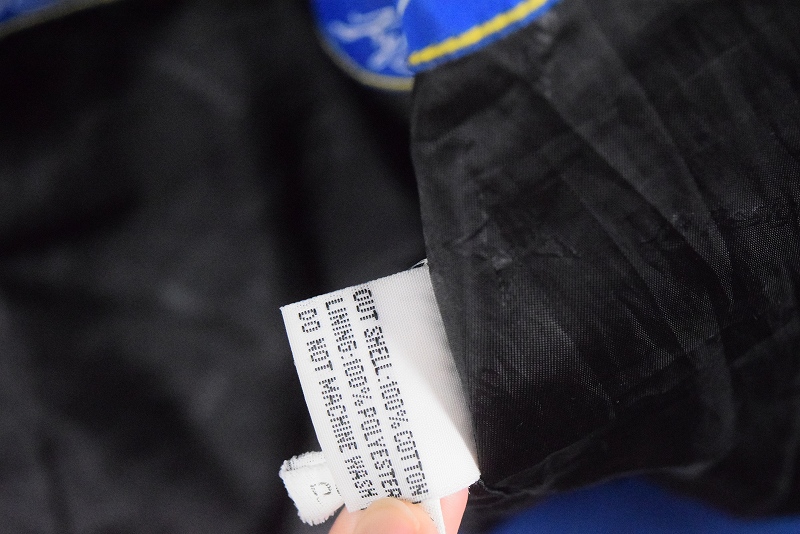 OUT SHELL:100% COTTON
LINING:100% POLYESTER
DO NOT MACHINE WASH